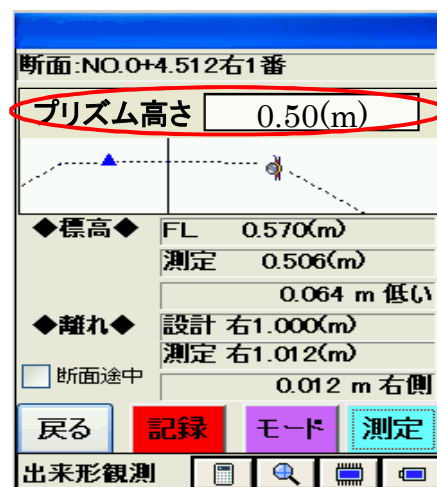 断面:NO.0+4.512右1番
プリズム高さ 0.50(m)
◆標高◆ FL 0.570(m)
測定 0.506(m)
0.064 m 低い
◆離れ◆ 設計 右1.000(m)
測定 右1.012(m)
断面途中 0.012 m 右側
戻る 記録 モード 測定
出来形観測